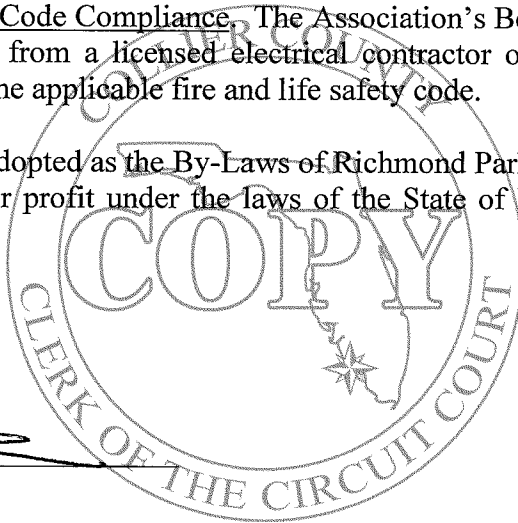 Code Compliance. The Association's Bo
from a licensed electrical contractor o
ne applicable fire and life safety code.
dopted as the By-Laws of Richmond Parl
r profit under the laws of the State of
COLLIER COUNTY
COPY
CLERK OF THE CIRCUIT COURT